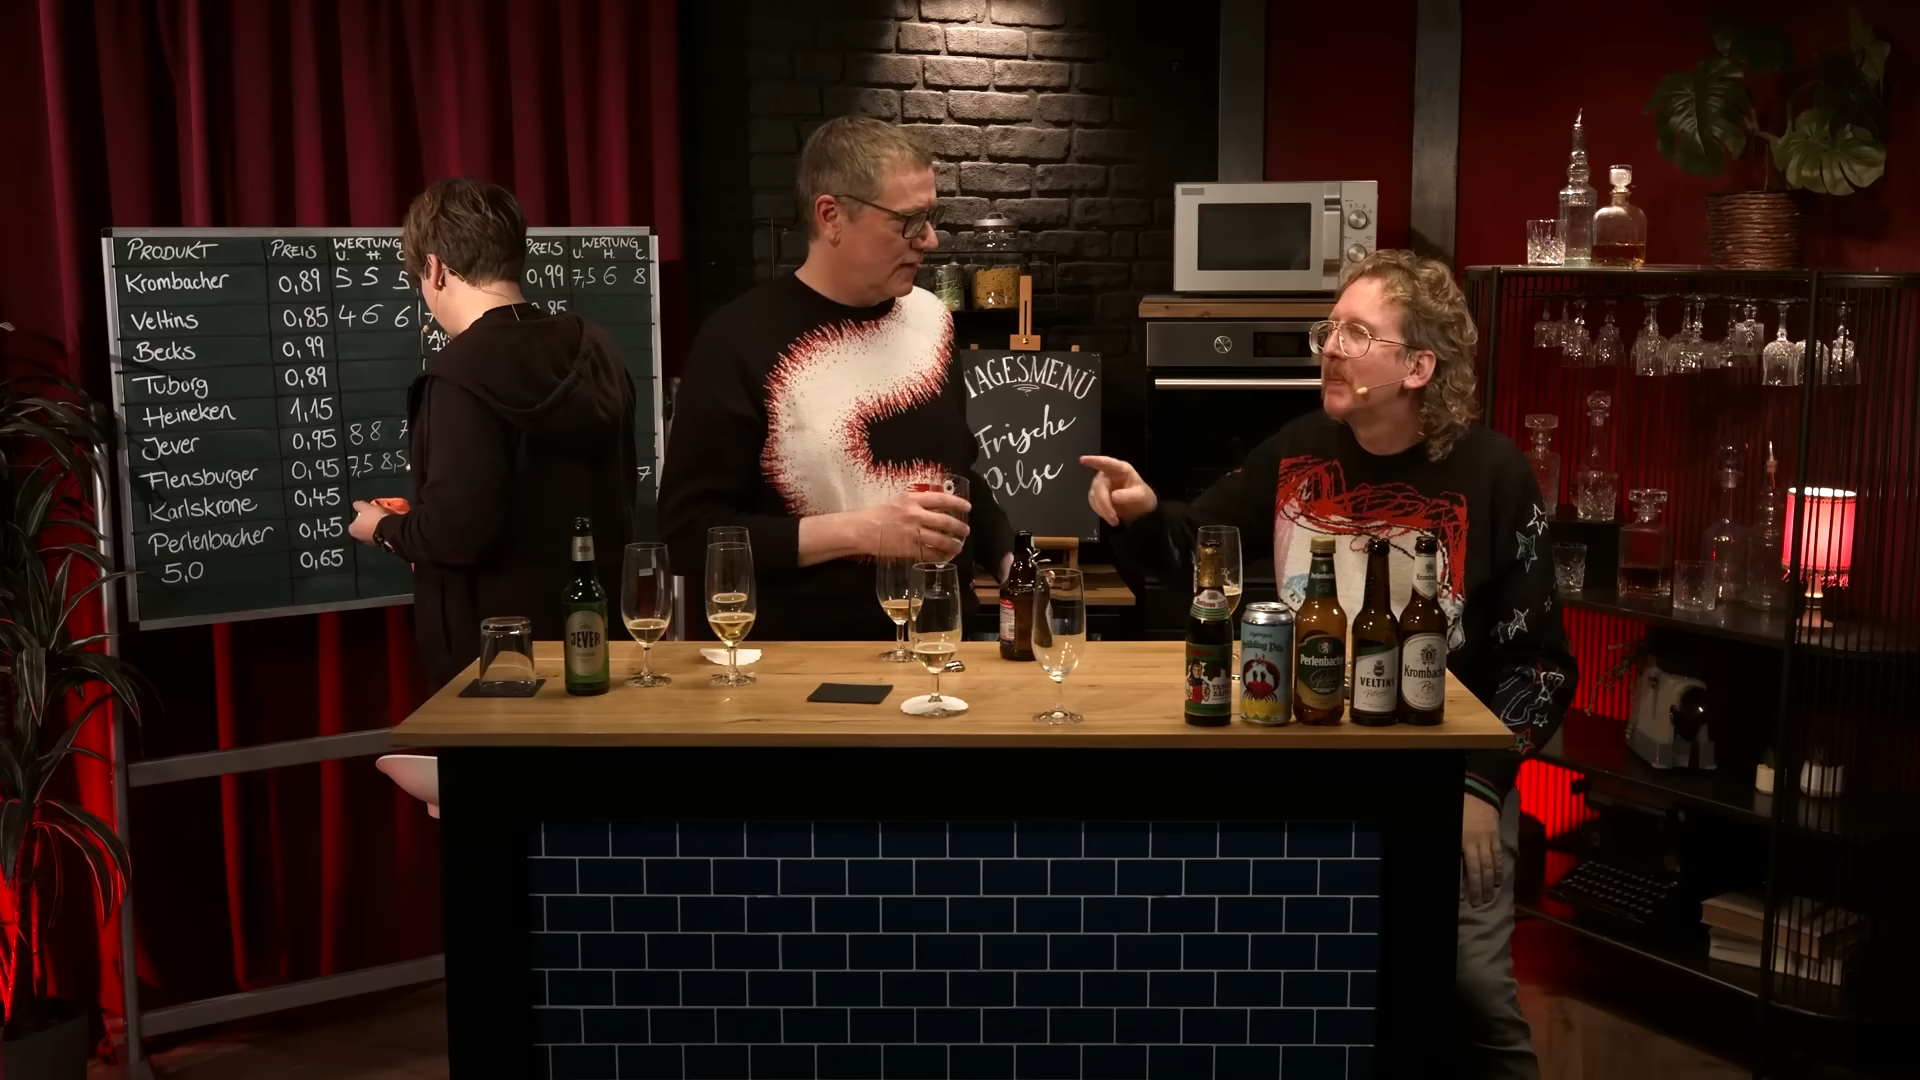 PRODUKT PREIS WERTUNG PREIS WERTUNG
U. H. C. U. H. C.
Krombacher 0,89 5 5 5 0,99 7,5 6 8
Veltins 0,85 4 6 6
Becks 0,99
Tuborg 0,89
Heineken 1,15
Jever 0,95 8 8
Flensburger 0,95 7,5 8,5 7
Karlskrone 0,45
Perlenbacher 0,45
5,0 0,65
TAGESMENÜ
Frische
Pilse
JEVER
Perlenbacher
VELTINS
Krombacher